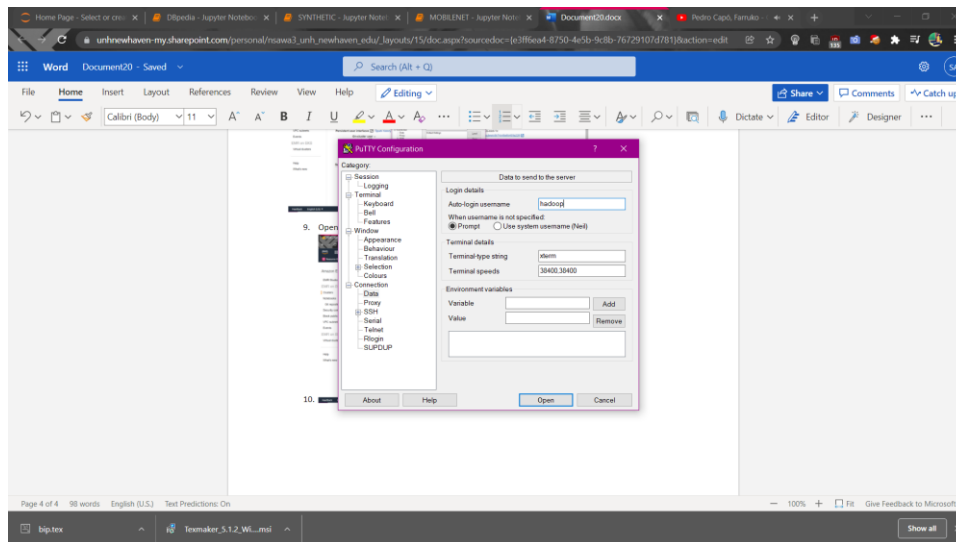 Home Page - Select or cre
DBpedia - Jupyter Notebo
SYNTHETIC - Jupyter Note
MOBILENET - Jupyter Note
Document20.docx
Pedro Capó, Farruko
unhnewhaven-my.sharepoint.com/personal/nsawa3_unh_newhaven_edu/_layouts/15/doc.aspx?sourcedoc={e3ff6ea4-8750-4e5b-9c8b-76729107d781}&action=edit
Word Document20 - Saved
Search (Alt + Q)
File Home Insert Layout References Review View Help Editing Share Comments Catch up
Calibri (Body) 11 A A B I U A Dictate Editor Designer
PuTTY Configuration ? X
Category:
Session
Logging
Terminal
Keyboard
Bell
Features
Window
Appearance
Behaviour
Translation
Selection
Colours
Connection
Data
Proxy
SSH
Serial
Telnet
Rlogin
SUPDUP
Data to send to the server
Login details
Auto-login username hadoop
When username is not specified:
Prompt Use system username (Neil)
Terminal details
Terminal-type string xterm
Terminal speeds 38400,38400
Environment variables
Variable Add
Value Remove
About Help Open Cancel
9. Open
10.
Page 4 of 4 98 words English (U.S.) Text Predictions: On 100% Fit Give Feedback to Microsoft
bip.tex Texmaker_5.1.2_Wi....msi Show all